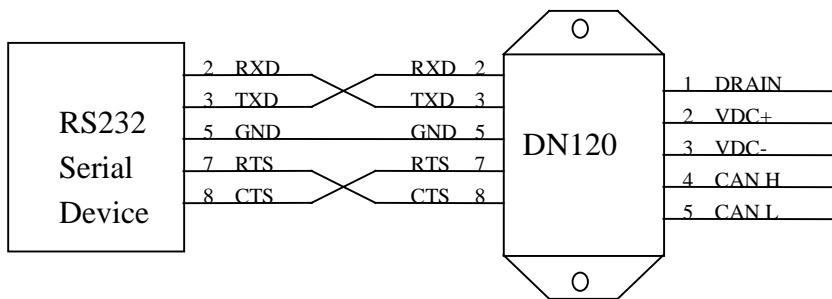 2 RXD RXD 2
3 TXD TXD 3
5 GND GND 5
7 RTS RTS 7
8 CTS CTS 8
RS232
Serial
Device
DN120
1 DRAIN
2 VDC+
3 VDC-
4 CAN H
5 CAN L